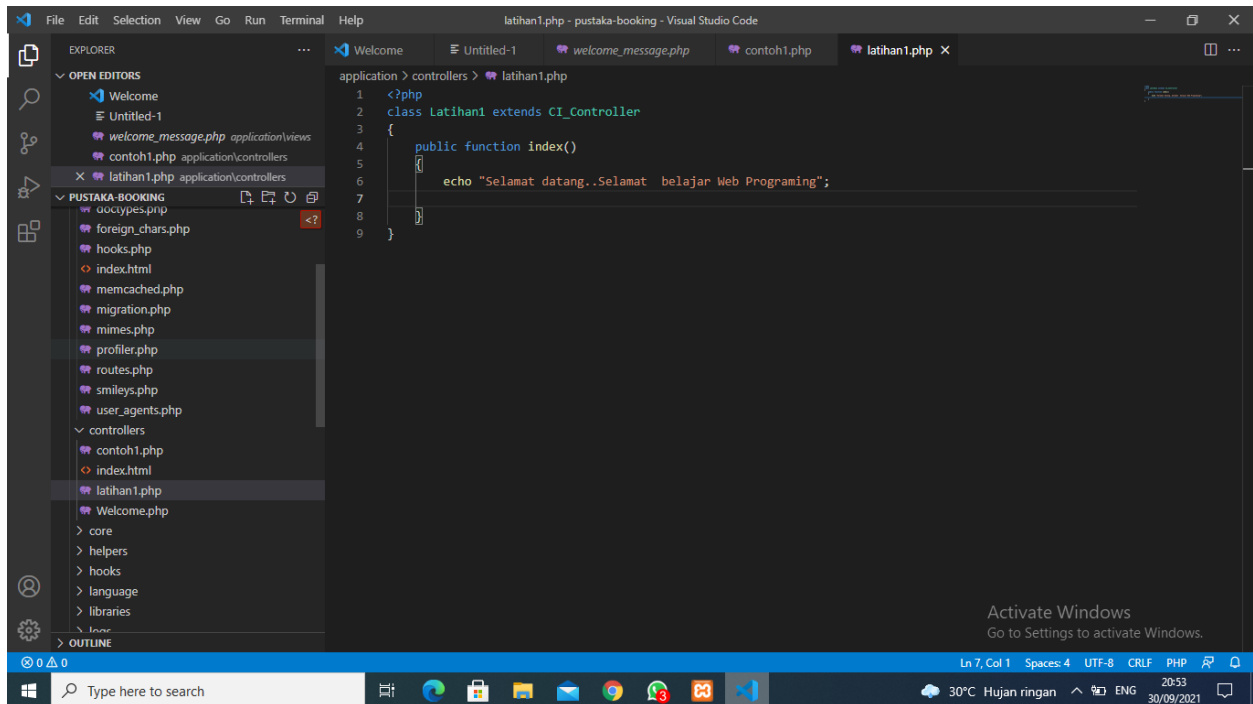 File Edit Selection View Go Run Terminal Help latihan1.php - pustaka-booking - Visual Studio Code
EXPLORER
OPEN EDITORS
Welcome
Untitled-1
welcome_message.php application\views
contoh1.php application\controllers
latihan1.php application\controllers
PUSTAKA-BOOKING
doctypes.php
foreign_chars.php
hooks.php
index.html
memcached.php
migration.php
mimes.php
profiler.php
routes.php
smileys.php
user_agents.php
controllers
contoh1.php
index.html
latihan1.php
Welcome.php
core
helpers
hooks
language
libraries
logs
OUTLINE
Welcome Untitled-1 welcome_message.php contoh1.php latihan1.php
application > controllers > latihan1.php
1 <?php
2 class Latihan1 extends CI_Controller
3 {
4 public function index()
5 {
6 echo "Selamat datang..Selamat  belajar Web Programing";
7
8 }
9 }
<?
Activate Windows
Go to Settings to activate Windows.
0 0 Ln 7, Col 1 Spaces: 4 UTF-8 CRLF PHP
Type here to search 3 30°C Hujan ringan ENG 20:53
30/09/2021